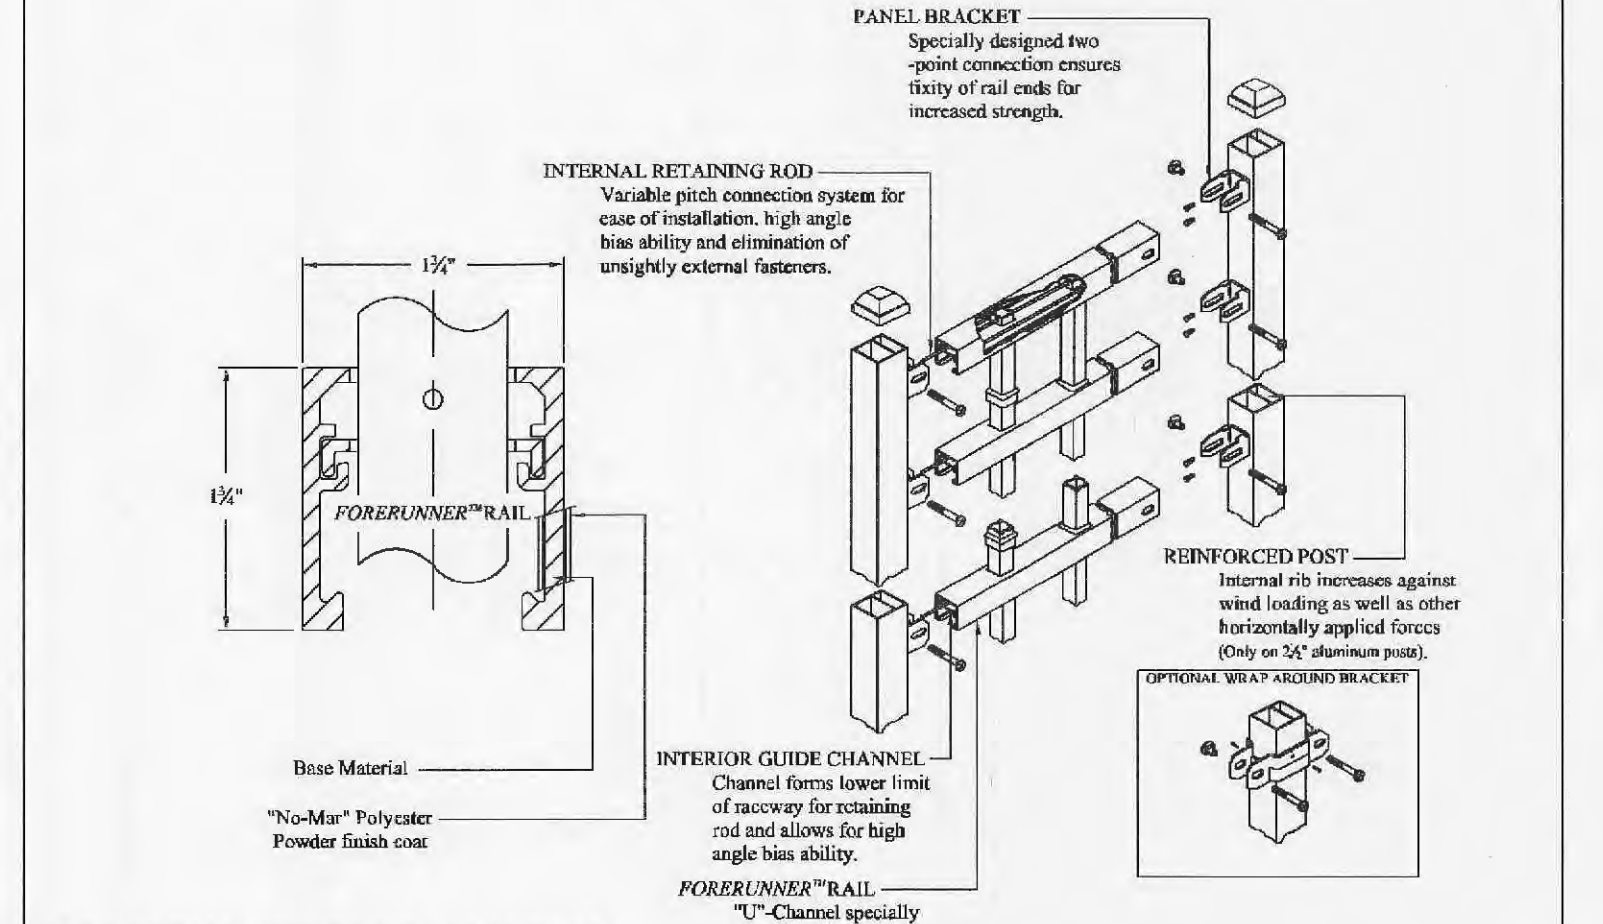 PANEL BRACKET
Specially designed two
-point connection ensures
fixity of rail ends for
increased strength.
INTERNAL RETAINING ROD
Variable pitch connection system for
ease of installation, high angle
bias ability and elimination of
unsightly external fasteners.
1¾"
1¾"
FORERUNNER™RAIL
REINFORCED POST
Internal rib increases against
wind loading as well as other
horizontally applied forces
(Only on 2½" aluminum posts).
OPTIONAL WRAP AROUND BRACKET
Base Material
"No-Mar" Polyester
Powder finish coat
INTERIOR GUIDE CHANNEL
Channel forms lower limit
of raceway for retaining
rod and allows for high
angle bias ability.
FORERUNNER™RAIL
"U"-Channel specially